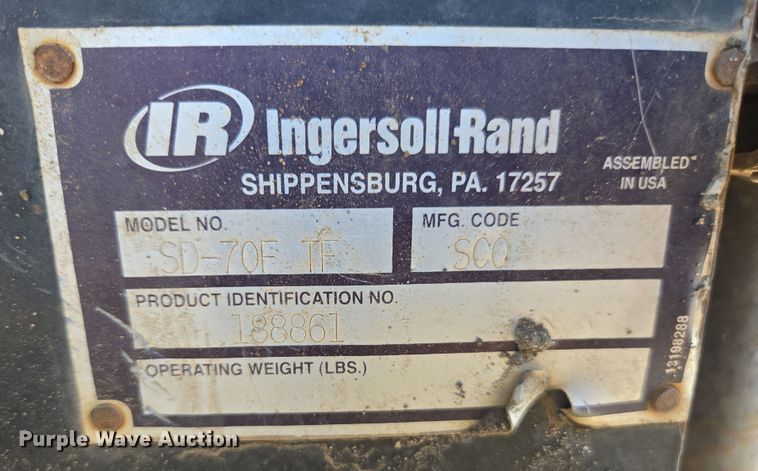 IR Ingersoll-Rand
SHIPPENSBURG, PA. 17257
ASSEMBLED
IN USA
MODEL NO.
SD-70F TF
MFG. CODE
SCO
PRODUCT IDENTIFICATION NO.
188861
OPERATING WEIGHT (LBS.)
13198288
Purple Wave Auction